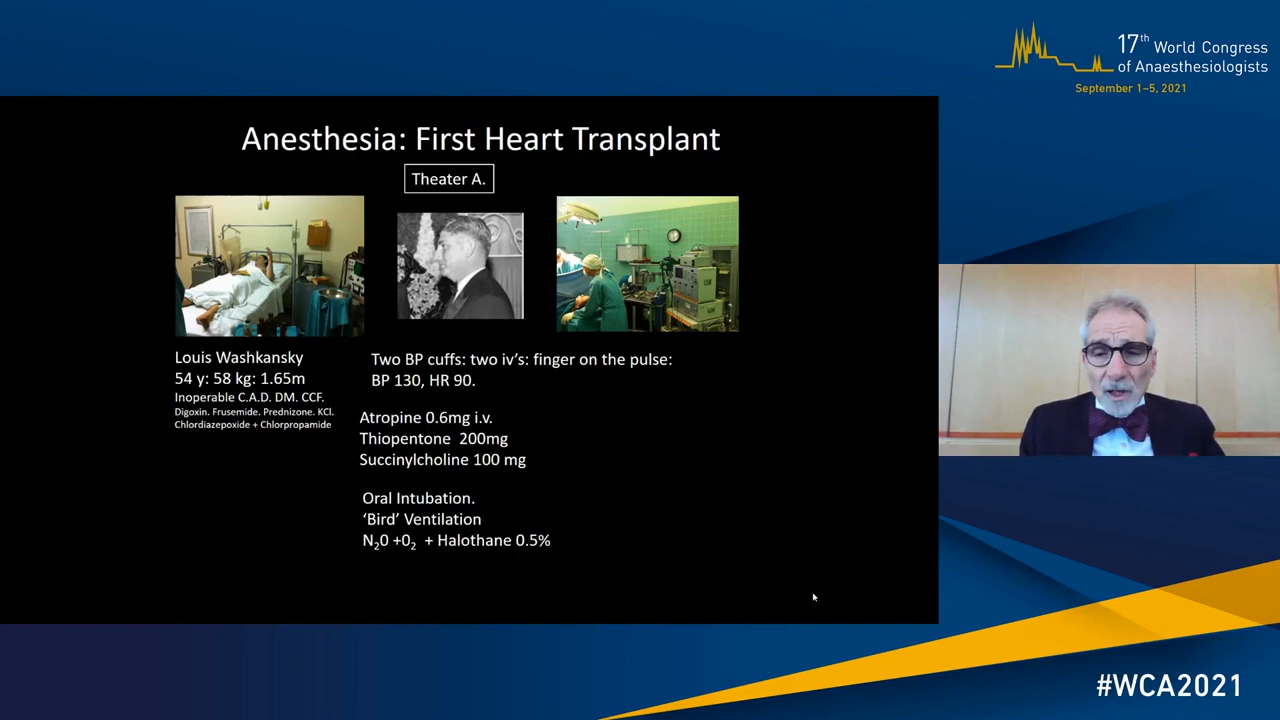 17th World Congress
of Anaesthesiologists
September 1–5, 2021
Anesthesia: First Heart Transplant
Theater A.
Louis Washkansky
54 y: 58 kg: 1.65m
Inoperable C.A.D. DM. CCF.
Digoxin. Frusemide. Prednizone. KCl.
Chlordiazepoxide + Chlorpropamide
Two BP cuffs: two iv's: finger on the pulse:
BP 130, HR 90.
Atropine 0.6mg i.v.
Thiopentone 200mg
Succinylcholine 100 mg
Oral Intubation.
'Bird' Ventilation
N20 +02 + Halothane 0.5%
#WCA2021